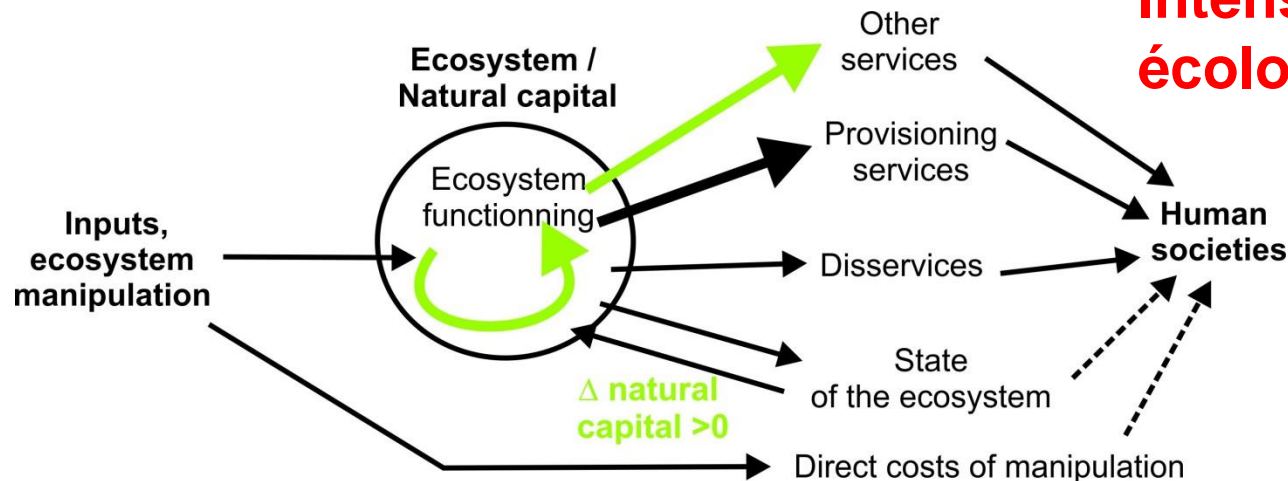 Other
services
Ecosystem /
Natural capital
Provisioning
services
Ecosystem
functionning
Inputs,
ecosystem
manipulation
Human
societies
Disservices
State
of the ecosystem
Δ natural
capital >0
Direct costs of manipulation